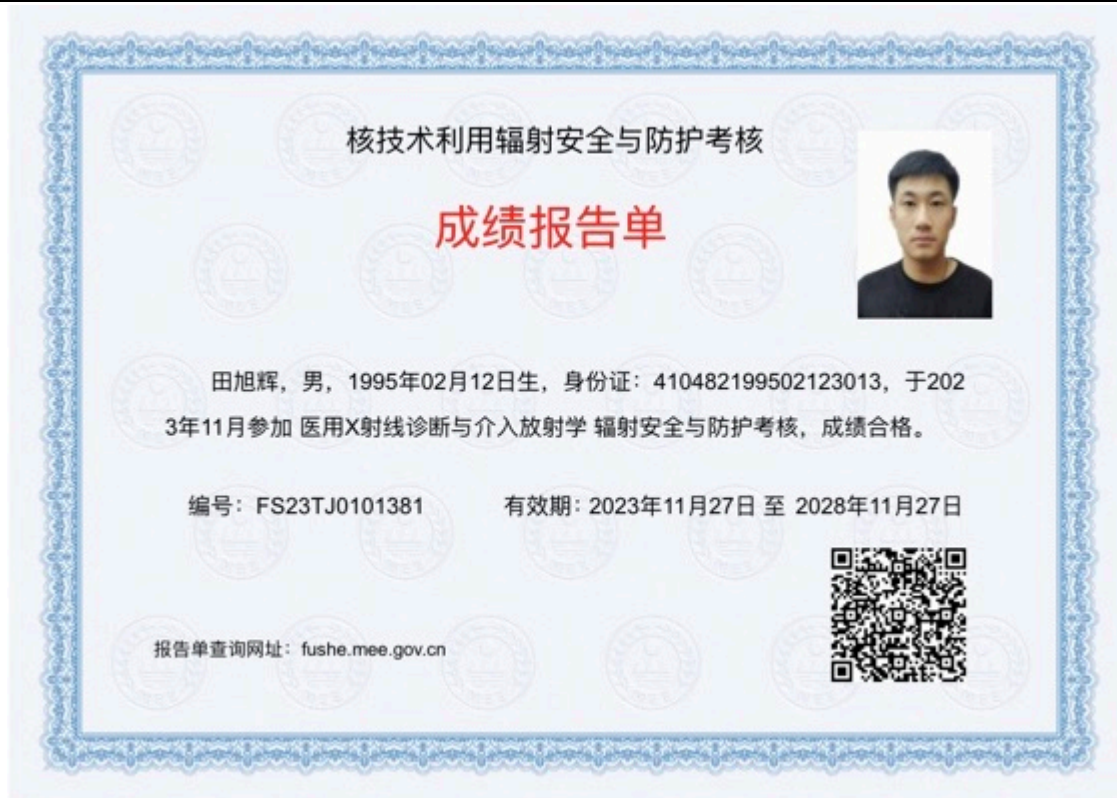 核技术利用辐射安全与防护考核
成绩报告单
田旭辉，男，1995年02月12日生，身份证：410482199502123013，于202
3年11月参加 医用X射线诊断与介入放射学 辐射安全与防护考核，成绩合格。
编号：FS23TJ0101381 有效期：2023年11月27日 至 2028年11月27日
报告单查询网址：fushe.mee.gov.cn